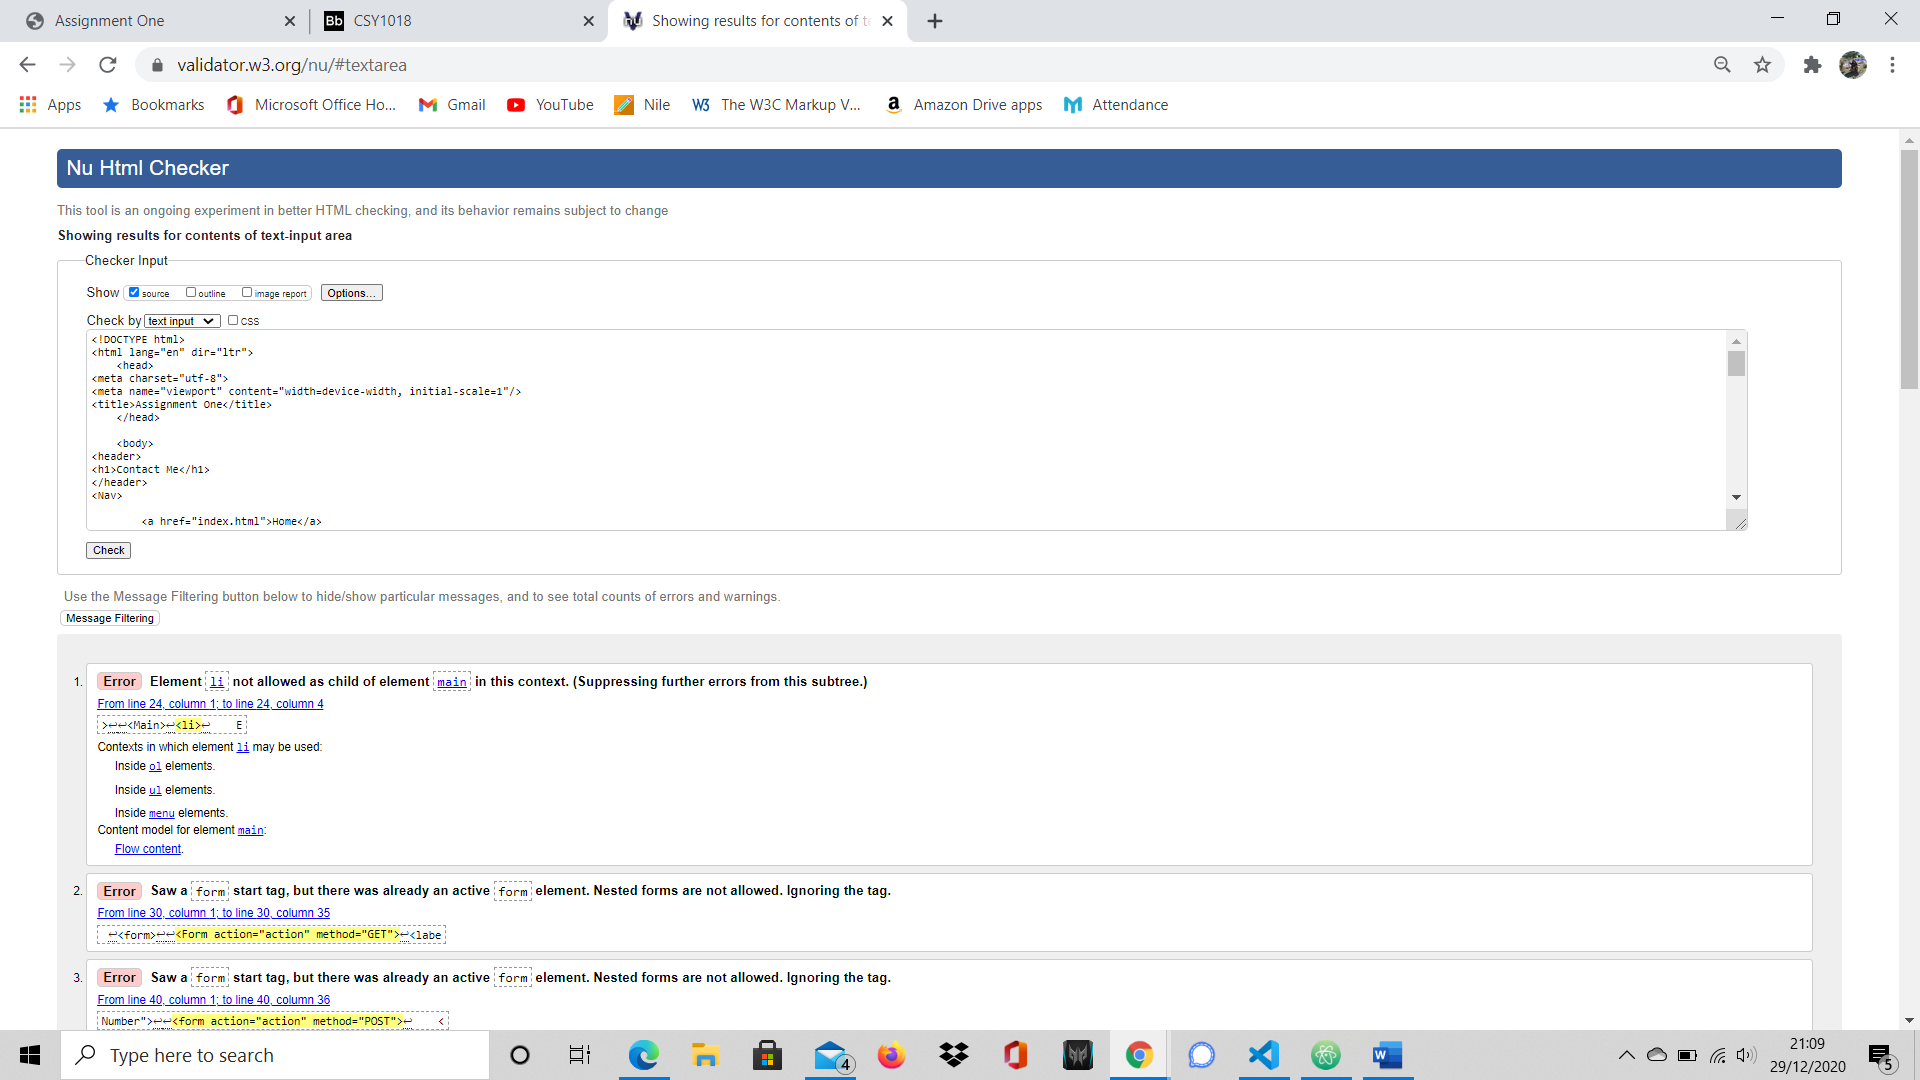 Assignment One
Bb CSY1018
Showing results for contents of te
validator.w3.org/nu/#textarea
Apps Bookmarks Microsoft Office Ho... Gmail YouTube Nile W3 The W3C Markup V... a Amazon Drive apps Attendance
Nu Html Checker
This tool is an ongoing experiment in better HTML checking, and its behavior remains subject to change
Showing results for contents of text-input area
Checker Input
Show source outline image report Options...
Check by text input CSS
<!DOCTYPE html>
<html lang="en" dir="ltr">
<head>
<meta charset="utf-8">
<meta name="viewport" content="width=device-width, initial-scale=1"/>
<title>Assignment One</title>
</head>
<body>
<header>
<h1>Contact Me</h1>
</header>
<Nav>
<a href="index.html">Home</a>
Check
Use the Message Filtering button below to hide/show particular messages, and to see total counts of errors and warnings.
Message Filtering
1. Error Element li not allowed as child of element main in this context. (Suppressing further errors from this subtree.)
From line 24, column 1; to line 24, column 4
>↩↩<Main>↩<li>↩ E
Contexts in which element li may be used:
Inside ol elements.
Inside ul elements.
Inside menu elements.
Content model for element main:
Flow content.
2. Error Saw a form start tag, but there was already an active form element. Nested forms are not allowed. Ignoring the tag.
From line 30, column 1; to line 30, column 35
↩<form>↩↩<Form action="action" method="GET">↩<labe
3. Error Saw a form start tag, but there was already an active form element. Nested forms are not allowed. Ignoring the tag.
From line 40, column 1; to line 40, column 36
Number">↩↩<form action="action" method="POST">↩ <
Type here to search
4
W
21:09
29/12/2020
5